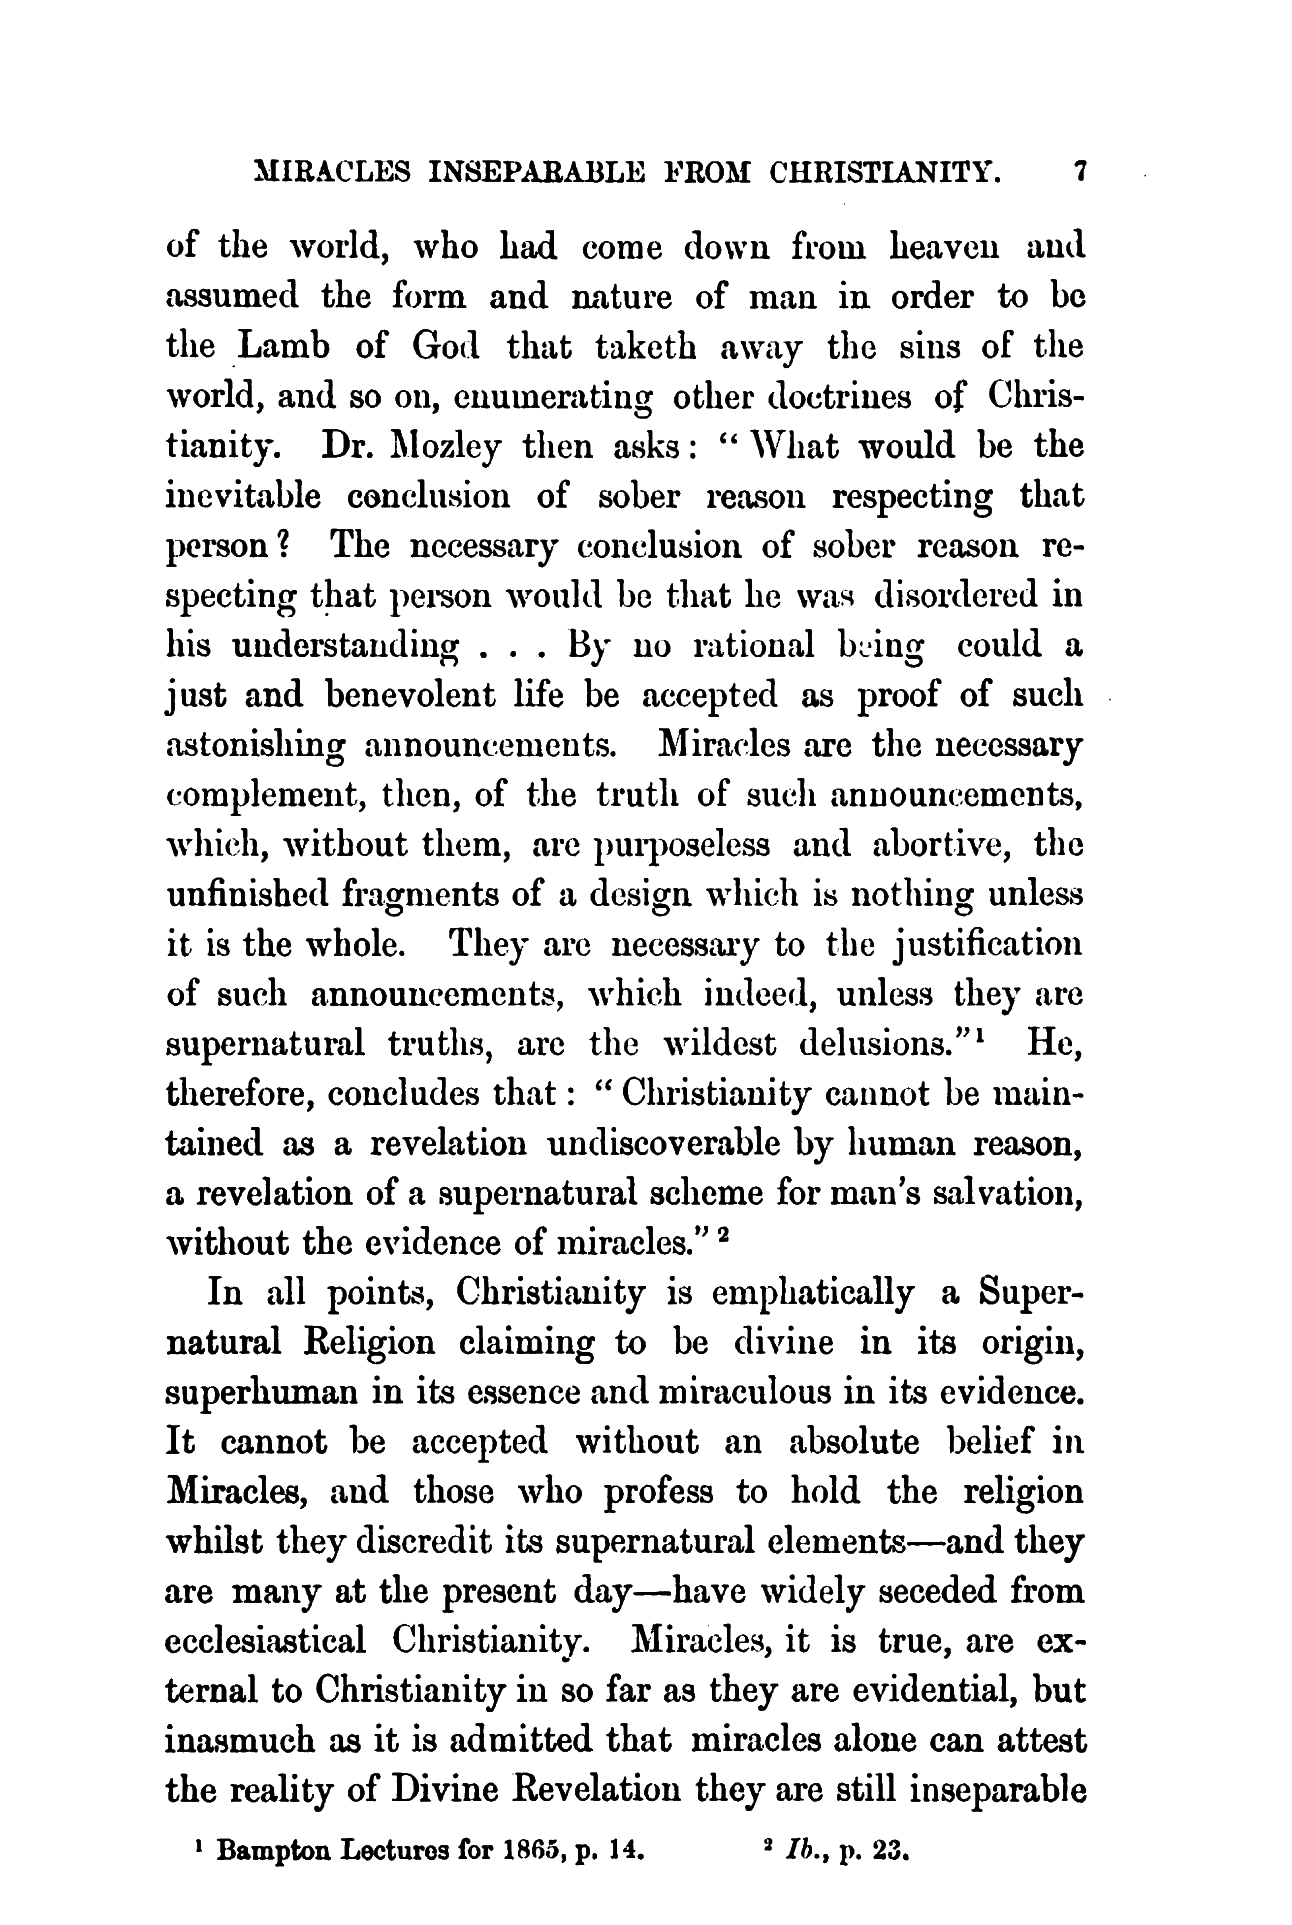 MIRACLES INSEPARABLE FROM CHRISTIANITY. 7
of the world, who had come down from heaven and
assumed the form and nature of man in order to be
the Lamb of God that taketh away the sins of the
world, and so on, enumerating other doctrines of Chris-
tianity. Dr. Mozley then asks: “What would be the
inevitable conclusion of sober reason respecting that
person? The necessary conclusion of sober reason re-
specting that person would be that he was disordered in
his understanding . . . By no rational being could a
just and benevolent life be accepted as proof of such
astonishing announcements. Miracles are the necessary
complement, then, of the truth of such announcements,
which, without them, are purposeless and abortive, the
unfinished fragments of a design which is nothing unless
it is the whole. They are necessary to the justification
of such announcements, which indeed, unless they are
supernatural truths, are the wildest delusions.”¹ He,
therefore, concludes that: “Christianity cannot be main-
tained as a revelation undiscoverable by human reason,
a revelation of a supernatural scheme for man's salvation,
without the evidence of miracles.” ²
In all points, Christianity is emphatically a Super-
natural Religion claiming to be divine in its origin,
superhuman in its essence and miraculous in its evidence.
It cannot be accepted without an absolute belief in
Miracles, and those who profess to hold the religion
whilst they discredit its supernatural elements—and they
are many at the present day—have widely seceded from
ecclesiastical Christianity. Miracles, it is true, are ex-
ternal to Christianity in so far as they are evidential, but
inasmuch as it is admitted that miracles alone can attest
the reality of Divine Revelation they are still inseparable
¹ Bampton Lectures for 1865, p. 14. ² Ib., p. 23.